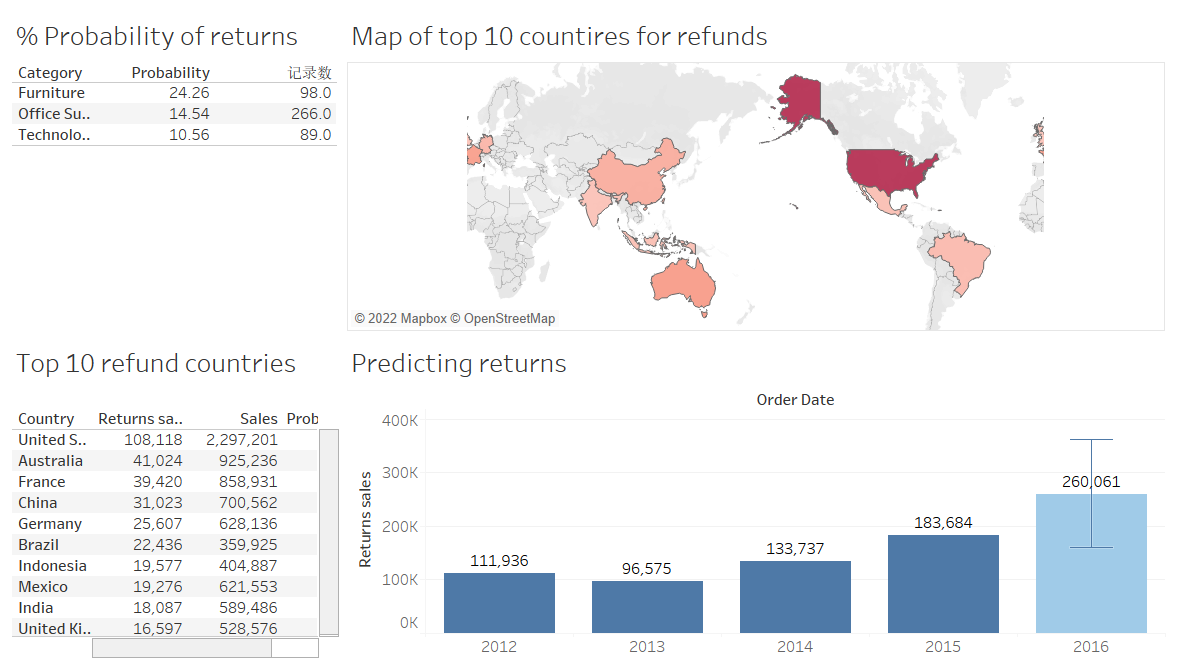 % Probability of returns
Category Probability 记录数
Furniture 24.26 98.0
Office Su.. 14.54 266.0
Technolo.. 10.56 89.0
Map of top 10 countires for refunds
© 2022 Mapbox © OpenStreetMap
Top 10 refund countries
Country Returns sa.. Sales Prob
United S.. 108,118 2,297,201
Australia 41,024 925,236
France 39,420 858,931
China 31,023 700,562
Germany 25,607 628,136
Brazil 22,436 359,925
Indonesia 19,577 404,887
Mexico 19,276 621,553
India 18,087 589,486
United Ki.. 16,597 528,576
Predicting returns
Order Date
Returns sales
400K
300K
200K
100K
0K
111,936
96,575
133,737
183,684
260,061
2012 2013 2014 2015 2016